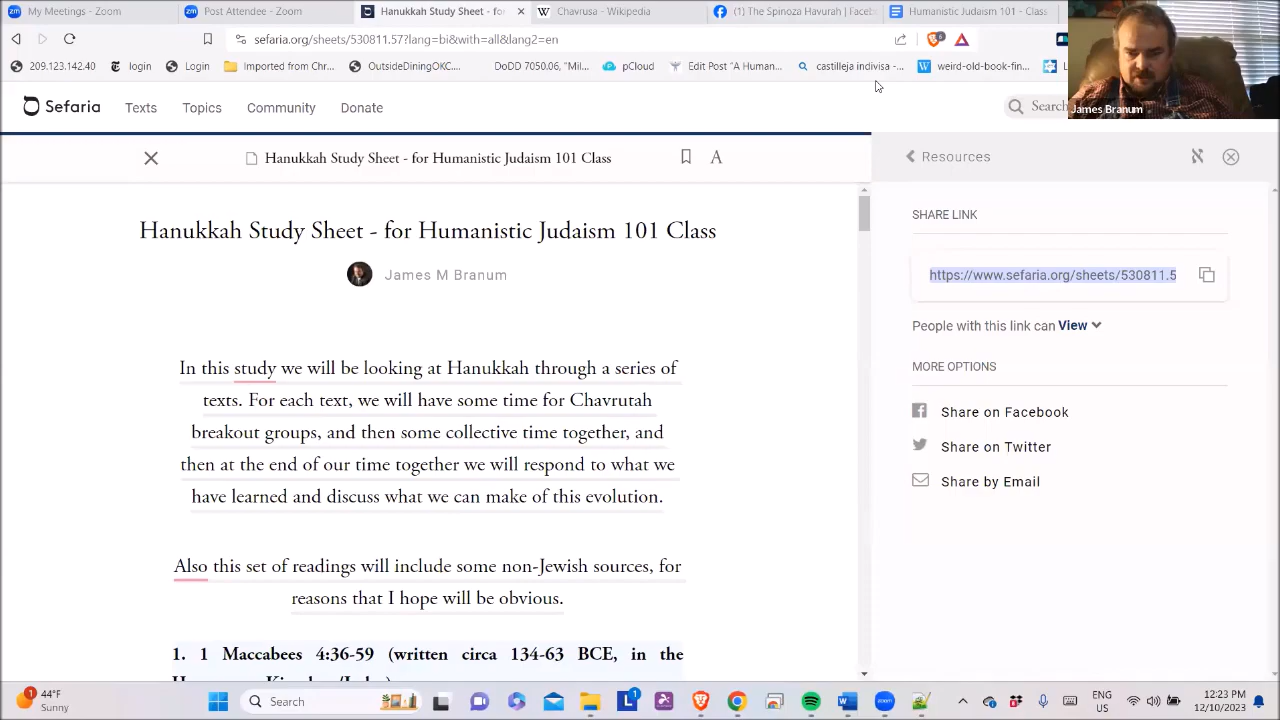 My Meetings - Zoom
Post Attendee - Zoom
Hanukkah Study Sheet - for
Chavrusa - Wikipedia
(1) The Spinoza Havurah | Faceb
Humanistic Judaism 101 - Class
sefaria.org/sheets/530811.57?lang=bi&with=all&lang2=en
209.123.142.40
login
Login
Imported from Chr...
OutsideDiningOKC...
DoDD 7050.06, Milit...
pCloud
Edit Post "A Human...
castilleja indivisa -...
weird-notebook-fin...
James Branum
Sefaria
Texts
Topics
Community
Donate
Search
Hanukkah Study Sheet - for Humanistic Judaism 101 Class
A
Resources
א
Hanukkah Study Sheet - for Humanistic Judaism 101 Class
James M Branum
In this study we will be looking at Hanukkah through a series of
texts. For each text, we will have some time for Chavrutah
breakout groups, and then some collective time together, and
then at the end of our time together we will respond to what we
have learned and discuss what we can make of this evolution.
Also this set of readings will include some non-Jewish sources, for
reasons that I hope will be obvious.
1. 1 Maccabees 4:36-59 (written circa 134-63 BCE, in the
SHARE LINK
https://www.sefaria.org/sheets/530811.5
People with this link can View
MORE OPTIONS
Share on Facebook
Share on Twitter
Share by Email
1
44°F
Sunny
Search
ENG
US
12:23 PM
12/10/2023